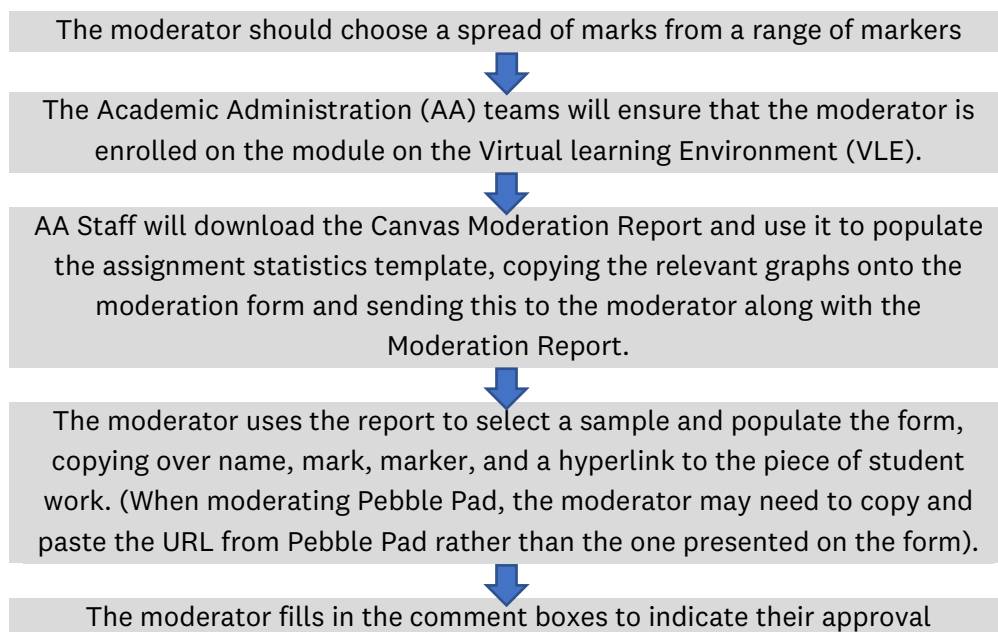 The moderator should choose a spread of marks from a range of markers
The Academic Administration (AA) teams will ensure that the moderator is
enrolled on the module on the Virtual learning Environment (VLE).
AA Staff will download the Canvas Moderation Report and use it to populate
the assignment statistics template, copying the relevant graphs onto the
moderation form and sending this to the moderator along with the
Moderation Report.
The moderator uses the report to select a sample and populate the form,
copying over name, mark, marker, and a hyperlink to the piece of student
work. (When moderating Pebble Pad, the moderator may need to copy and
paste the URL from Pebble Pad rather than the one presented on the form).
The moderator fills in the comment boxes to indicate their approval